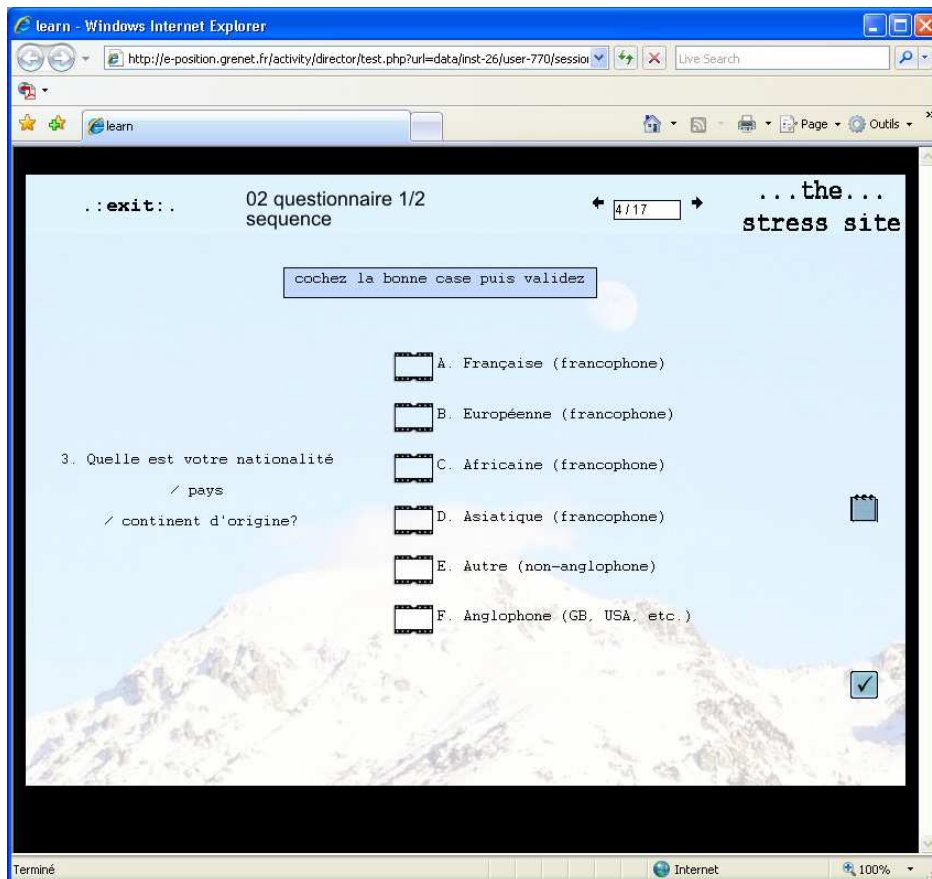 learn - Windows Internet Explorer
http://e-position.grenet.fr/activity/director/test.php?url=data/inst-26/user-770/session
Live Search
learn
Page
Outils
»
.:exit:.
02 questionnaire 1/2
sequence
4/17
...the...
stress site
cochez la bonne case puis validez
A. Française (francophone)
B. Européenne (francophone)
3. Quelle est votre nationalité
/ pays
/ continent d'origine?
C. Africaine (francophone)
D. Asiatique (francophone)
E. Autre (non-anglophone)
F. Anglophone (GB, USA, etc.)
Terminé
Internet
100%